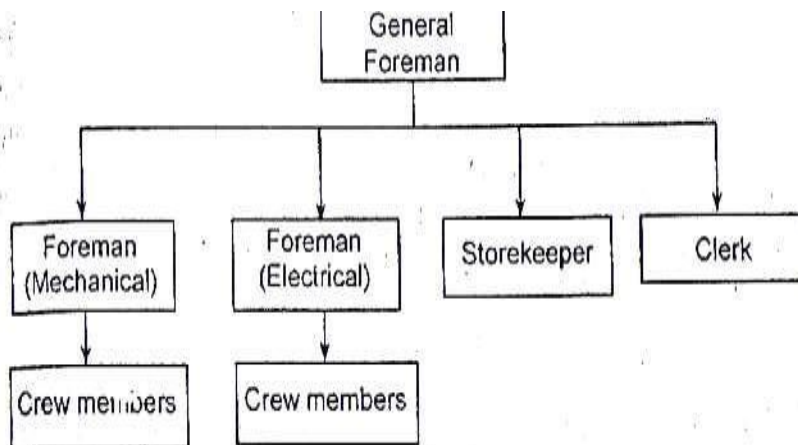 General
Foreman
Foreman
(Mechanical)
Foreman
(Electrical)
Storekeeper
Clerk
Crew members
Crew members